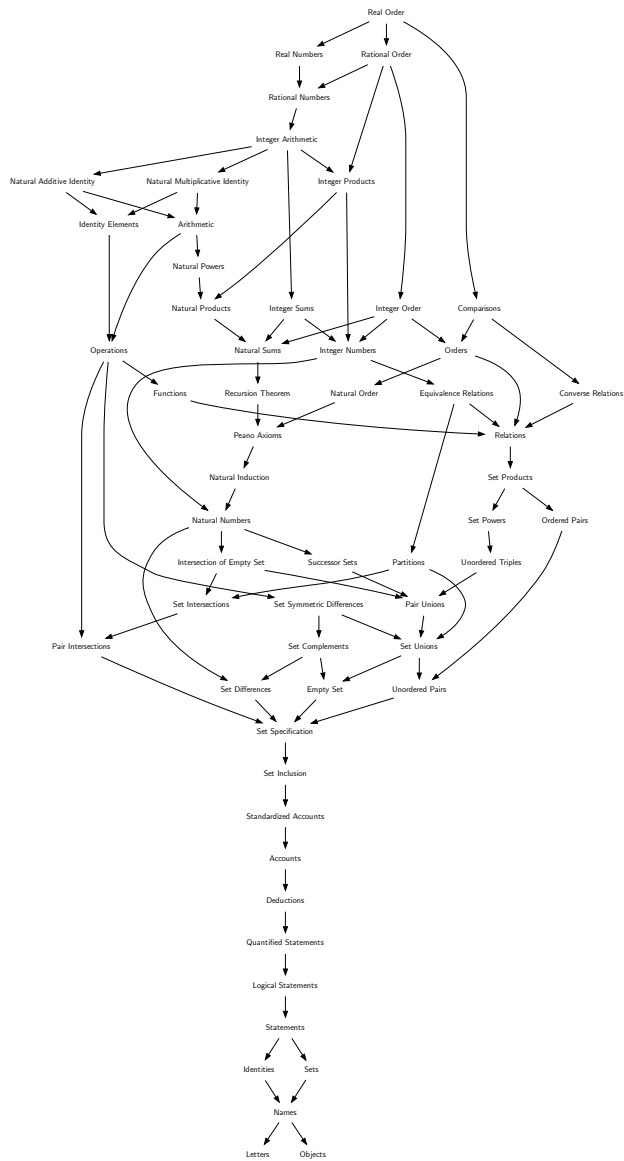 Real Order
Real Numbers
Rational Order
Rational Numbers
Integer Arithmetic
Natural Additive Identity
Natural Multiplicative Identity
Integer Products
Identity Elements
Arithmetic
Natural Powers
Natural Products
Integer Sums
Integer Order
Comparisons
Operations
Natural Sums
Integer Numbers
Orders
Functions
Recursion Theorem
Natural Order
Equivalence Relations
Converse Relations
Peano Axioms
Relations
Natural Induction
Set Products
Natural Numbers
Set Powers
Ordered Pairs
Intersection of Empty Set
Successor Sets
Partitions
Unordered Triples
Set Intersections
Set Symmetric Differences
Pair Unions
Pair Intersections
Set Complements
Set Unions
Set Differences
Empty Set
Unordered Pairs
Set Specification
Set Inclusion
Standardized Accounts
Accounts
Deductions
Quantified Statements
Logical Statements
Statements
Identities
Sets
Names
Letters
Objects